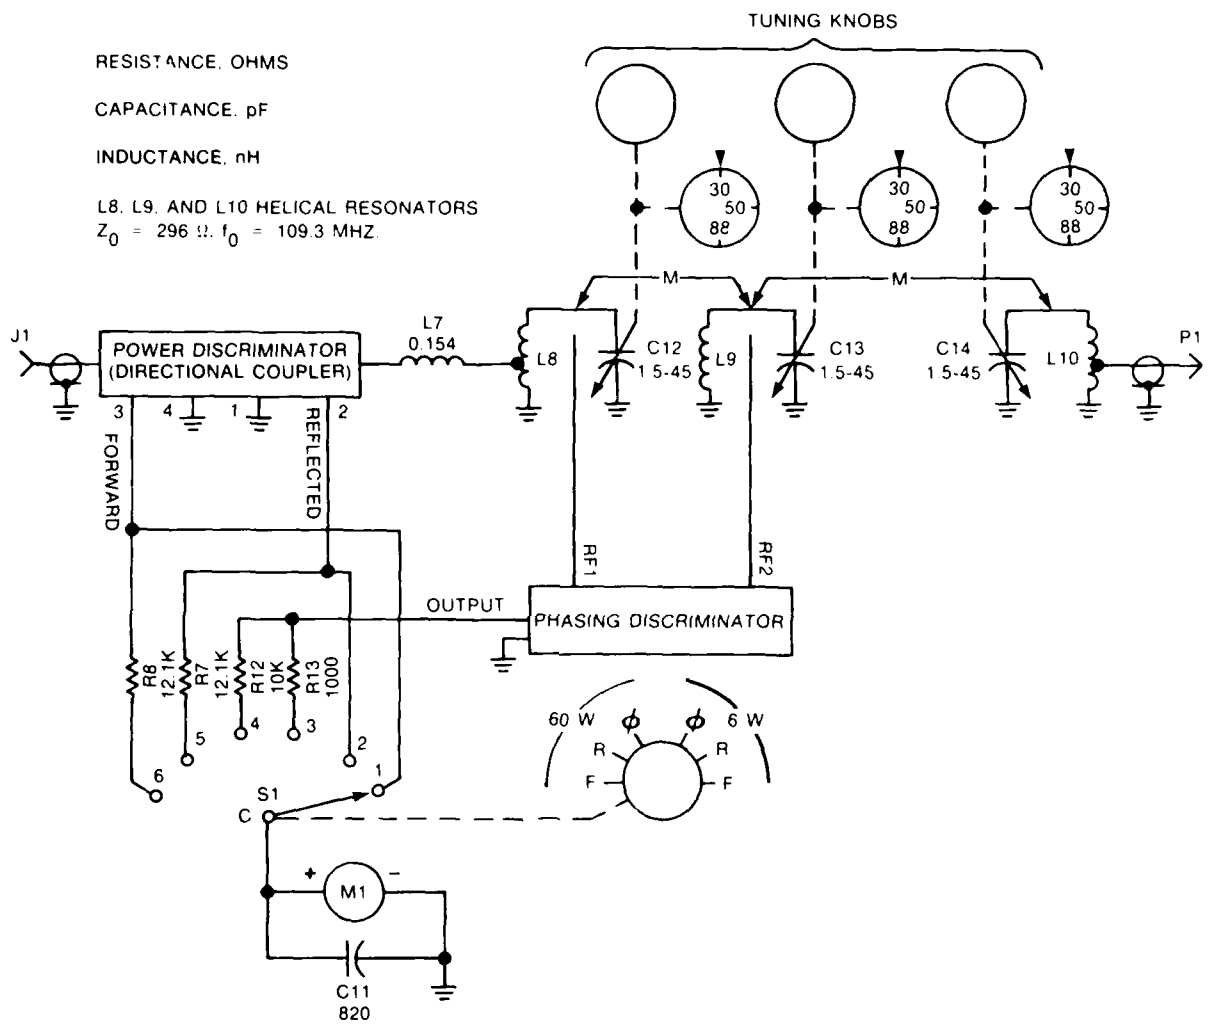 TUNING KNOBS
RESISTANCE, OHMS
CAPACITANCE, pF
INDUCTANCE, nH
L8, L9, AND L10 HELICAL RESONATORS
Z0 = 296 Ω, f0 = 109.3 MHZ.
30
50
88
30
50
88
30
50
88
M
M
J1
POWER DISCRIMINATOR
(DIRECTIONAL COUPLER)
L7
0.154
L8
C12
1.5-45
L9
C13
1.5-45
C14
1.5-45
L10
P1
3
4
1
2
FORWARD
REFLECTED
RF1
RF2
OUTPUT
PHASING DISCRIMINATOR
R8
12.1K
R7
12.1K
R12
10K
R13
1000
6
5
4
3
2
1
60 W
ϕ
ϕ
6 W
R
R
F
F
S1
C
+
M1
−
C11
820